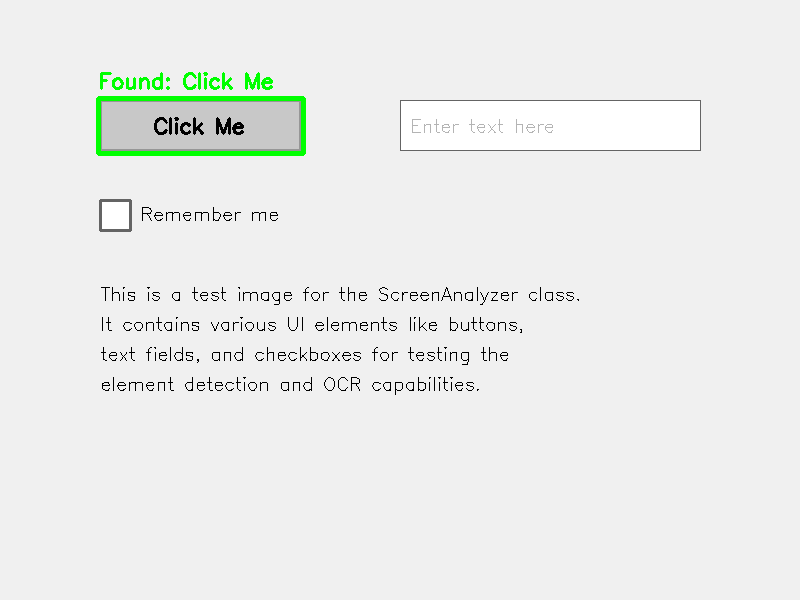 Found: Click Me
Click Me
Enter text here
Remember me
This is a test image for the ScreenAnalyzer class.
It contains various UI elements like buttons,
text fields, and checkboxes for testing the
element detection and OCR capabilities.